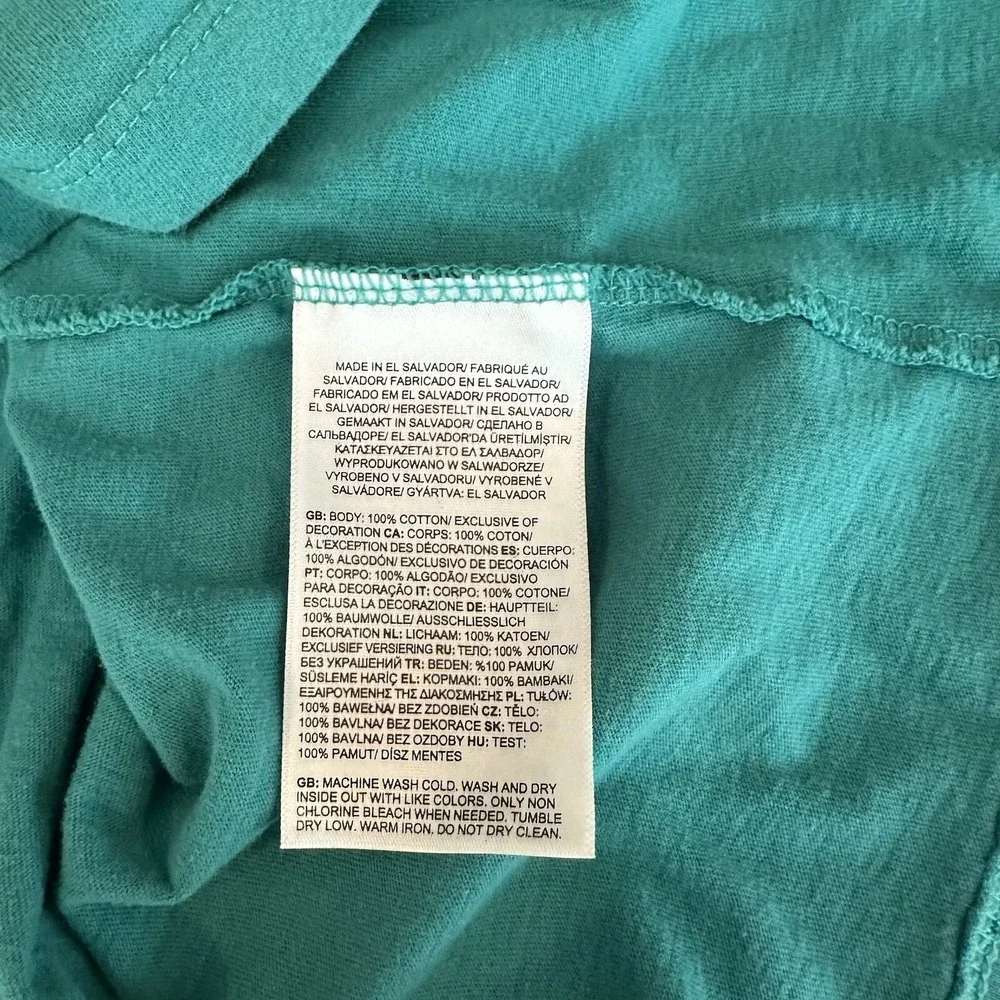 MADE IN EL SALVADOR/ FABRIQUÉ AU
SALVADOR/ FABRICADO EN EL SALVADOR/
FABRICADO EM EL SALVADOR/ PRODOTTO AD
EL SALVADOR/ HERGESTELLT IN EL SALVADOR/
GEMAAKT IN SALVADOR/ СДЕЛАНО В
САЛЬВАДОРЕ/ EL SALVADOR'DA ÜRETİLMİŞTİR/
ΚΑΤΑΣΚΕΥΑΖΕΤΑΙ ΣΤΟ ΕΛ ΣΑΛΒΑΔΟΡ/
WYPRODUKOWANO W SALWADORZE/
VYROBENO V SALVADORU/ VYROBENÉ V
SALVÁDORE/ GYÁRTVA: EL SALVADOR
GB: BODY: 100% COTTON/ EXCLUSIVE OF
DECORATION CA: CORPS: 100% COTON/
À L'EXCEPTION DES DÉCORATIONS ES: CUERPO:
100% ALGODÓN/ EXCLUSIVO DE DECORACIÓN
PT: CORPO: 100% ALGODÃO/ EXCLUSIVO
PARA DECORAÇÃO IT: CORPO: 100% COTONE/
ESCLUSA LA DECORAZIONE DE: HAUPTTEIL:
100% BAUMWOLLE/ AUSSCHLIESSLICH
DEKORATION NL: LICHAAM: 100% KATOEN/
EXCLUSIEF VERSIERING RU: ТЕЛО: 100% ХЛОПОК/
БЕЗ УКРАШЕНИЙ TR: BEDEN: %100 PAMUK/
SÜSLEME HARİÇ EL: ΚΟΡΜΑΚΙ: 100% ΒΑΜΒΑΚΙ/
ΕΞΑΙΡΟΥΜΕΝΗΣ ΤΗΣ ΔΙΑΚΟΣΜΗΣΗΣ PL: TUŁÓW:
100% BAWEŁNA/ BEZ ZDOBIEŃ CZ: TĚLO:
100% BAVLNA/ BEZ DEKORACE SK: TELO:
100% BAVLNA/ BEZ OZDOBY HU: TEST:
100% PAMUT/ DÍSZ MENTES
GB: MACHINE WASH COLD. WASH AND DRY
INSIDE OUT WITH LIKE COLORS. ONLY NON
CHLORINE BLEACH WHEN NEEDED. TUMBLE
DRY LOW. WARM IRON. DO NOT DRY CLEAN.